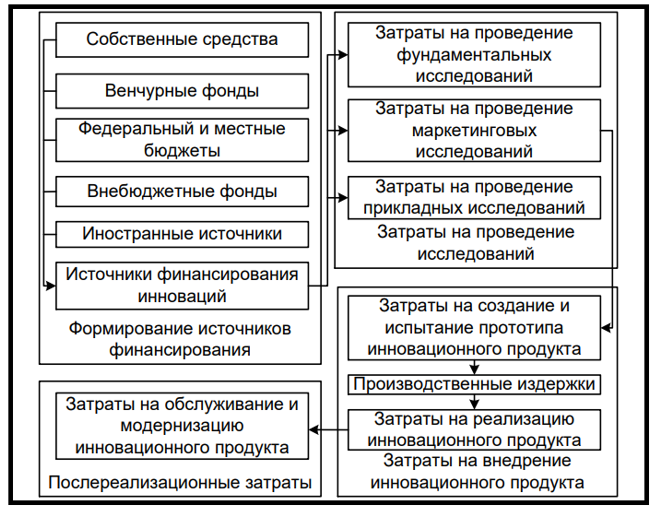 Собственные средства
Венчурные фонды
Федеральный и местные
бюджеты
Внебюджетные фонды
Иностранные источники
Источники финансирования
инноваций
Формирование источников
финансирования
Затраты на проведение
фундаментальных
исследований
Затраты на проведение
маркетинговых
исследований
Затраты на проведение
прикладных исследований
Затраты на проведение
исследований
Затраты на создание и
испытание прототипа
инновационного продукта
Производственные издержки
Затраты на реализацию
инновационного продукта
Затраты на внедрение
инновационного продукта
Затраты на обслуживание и
модернизацию
инновационного продукта
Послереализационные затраты